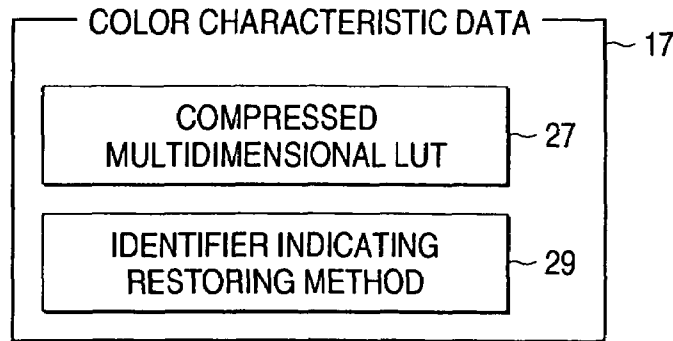 COLOR CHARACTERISTIC DATA
17
COMPRESSED
MULTIDIMENSIONAL LUT
27
IDENTIFIER INDICATING
RESTORING METHOD
29